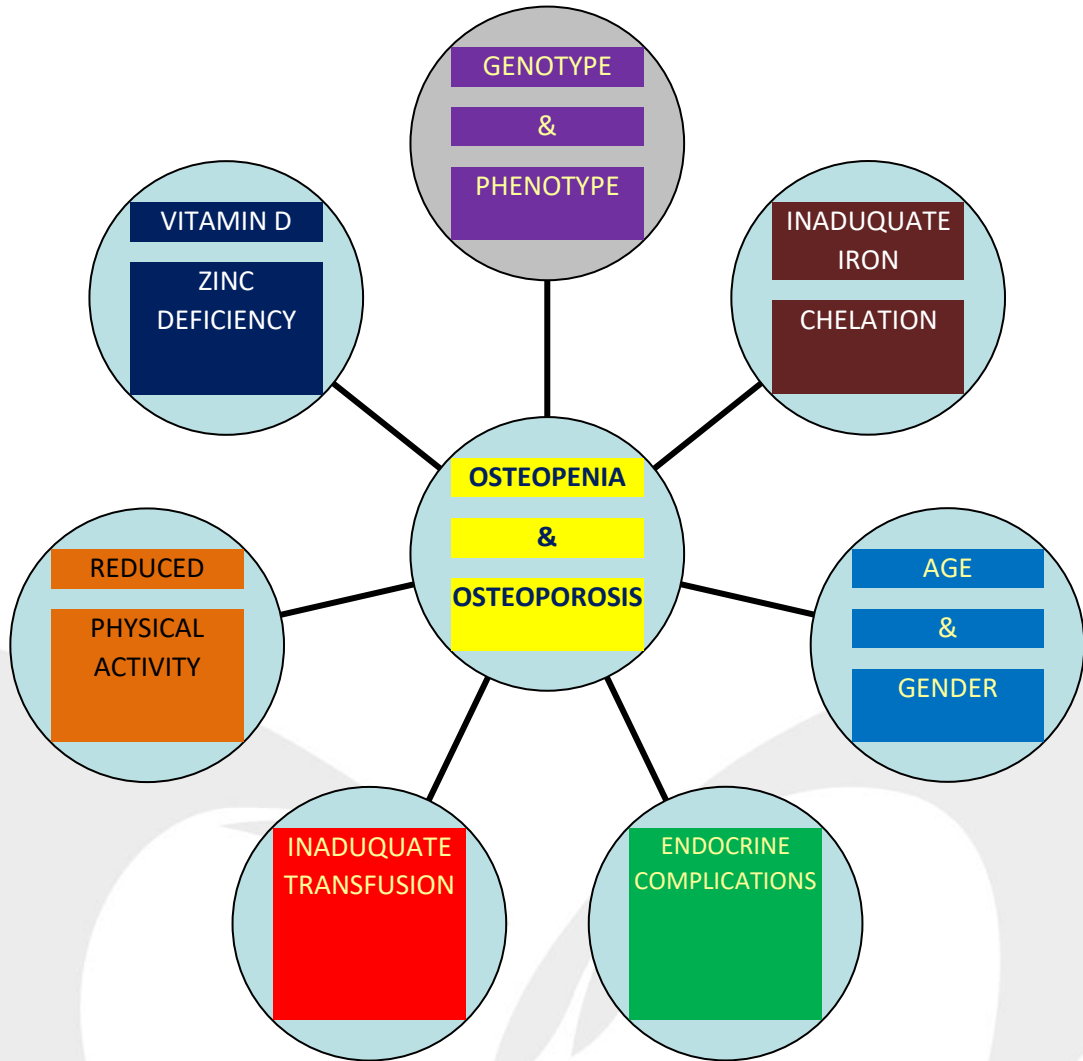 GENOTYPE
&
PHENOTYPE
VITAMIN D
ZINC
DEFICIENCY
INADUQUATE
IRON
CHELATION
OSTEOPENIA
&
OSTEOPOROSIS
REDUCED
PHYSICAL
ACTIVITY
AGE
&
GENDER
INADUQUATE
TRANSFUSION
ENDOCRINE
COMPLICATIONS